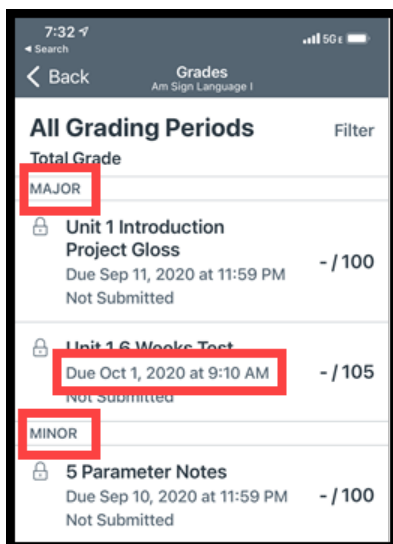 7:32
Search
5G E
Back
Grades
Am Sign Language I
All Grading Periods
Filter
Total Grade
MAJOR
Unit 1 Introduction
Project Gloss
Due Sep 11, 2020 at 11:59 PM
Not Submitted
- / 100
Unit 1 6 Weeks Test
Due Oct 1, 2020 at 9:10 AM
Not Submitted
- / 105
MINOR
5 Parameter Notes
Due Sep 10, 2020 at 11:59 PM
Not Submitted
- / 100